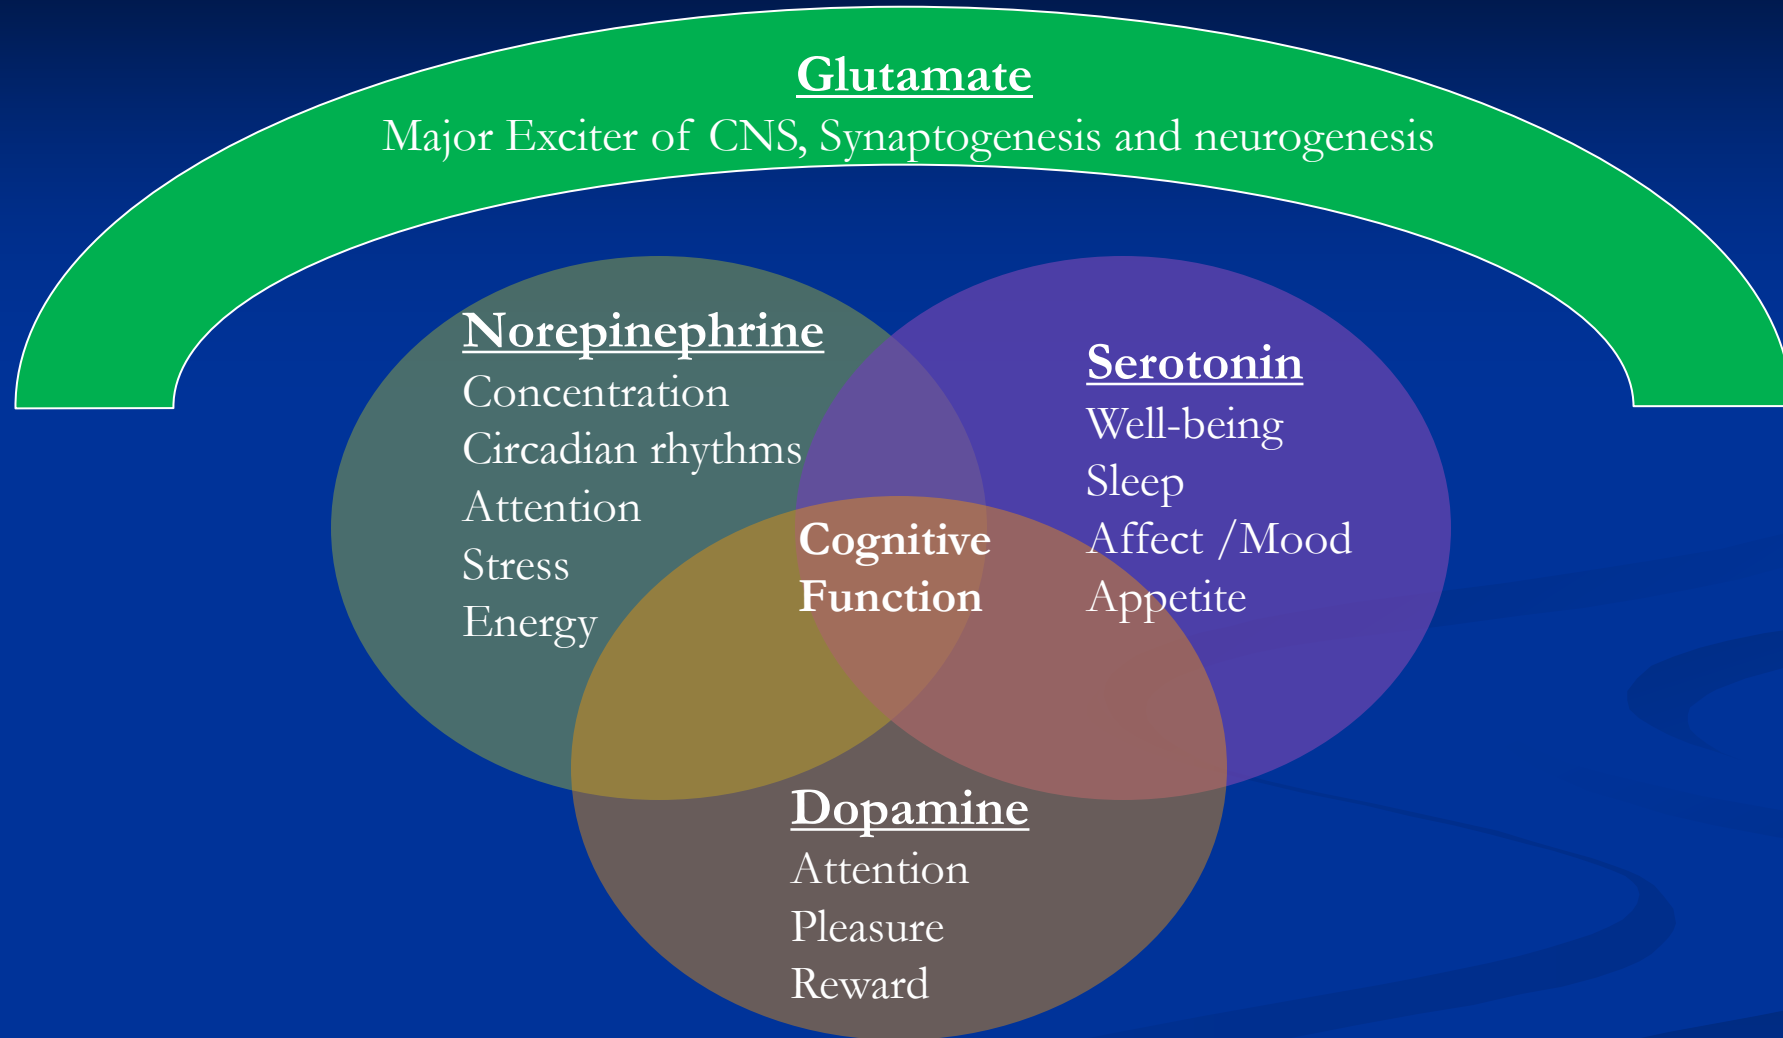 Glutamate
Major Exciter of CNS, Synaptogenesis and neurogenesis
Norepinephrine
Concentration
Circadian rhythms
Attention
Stress
Energy
Serotonin
Well-being
Sleep
Affect /Mood
Appetite
Cognitive
Function
Dopamine
Attention
Pleasure
Reward